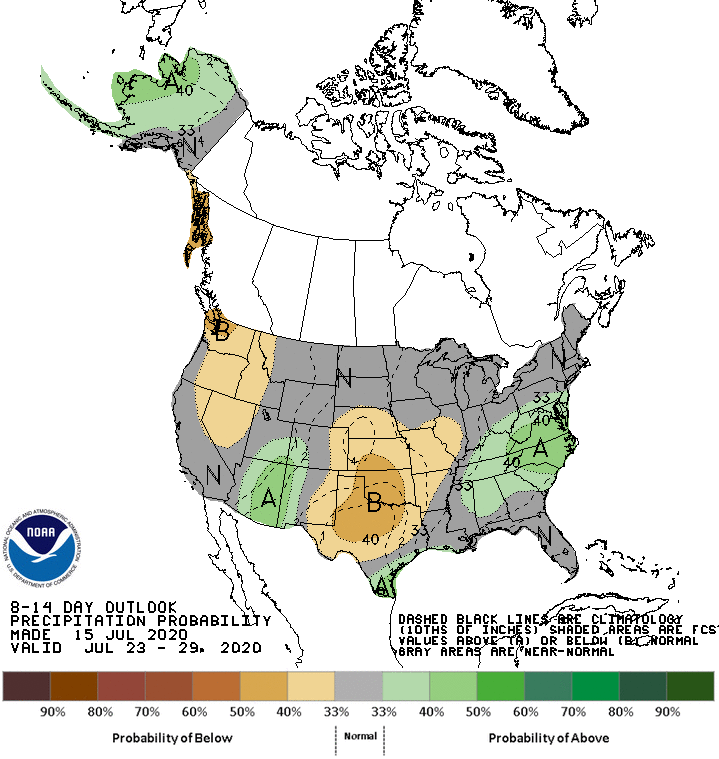 A
40
33
N
B
N
N
33
40
A
40
N
A
B
33
33
40
N
A
NATIONAL OCEANIC AND ATMOSPHERIC ADMINISTRATION
NOAA
U.S. DEPARTMENT OF COMMERCE
8-14 DAY OUTLOOK
PRECIPITATION PROBABILITY
MADE 15 JUL 2020
VALID JUL 23 - 29, 2020
DASHED BLACK LINES ARE CLIMATOLOGY
(10THS OF INCHES) SHADED AREAS ARE FCST
VALUES ABOVE (A) OR BELOW (B) NORMAL
GRAY AREAS ARE NEAR-NORMAL
90% 80% 70% 60% 50% 40% 33% 33% 40% 50% 60% 70% 80% 90%
Probability of Below Normal Probability of Above